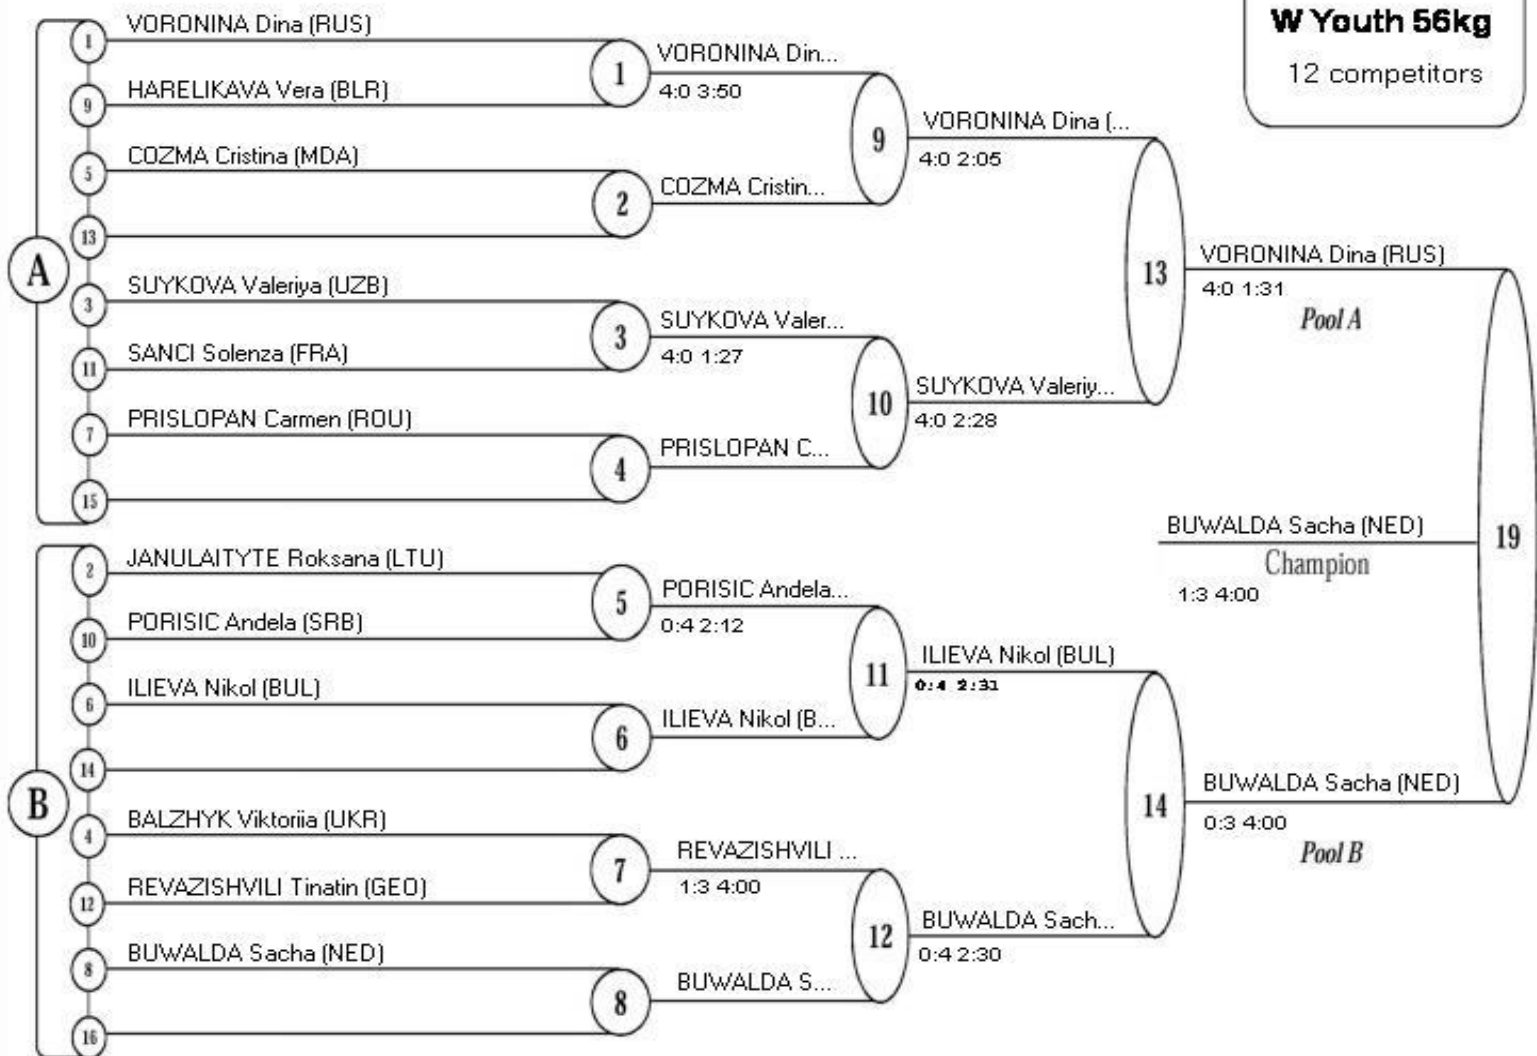 W Youth 56kg
12 competitors
A
1
VORONINA Dina (RUS)
9
HARELIKAVA Vera (BLR)
5
COZMA Cristina (MDA)
13
3
SUYKOVA Valeriya (UZB)
11
SANCI Solenza (FRA)
7
PRISLOPAN Carmen (ROU)
15
B
2
JANULAITYTE Roksana (LTU)
10
PORISIC Andela (SRB)
6
ILIEVA Nikol (BUL)
14
4
BALZHYK Viktoriia (UKR)
12
REVAZISHVILI Tinatin (GEO)
8
BUWALDA Sacha (NED)
16
1
VORONINA Din...
4:0 3:50
2
COZMA Cristin...
3
SUYKOVA Valer...
4:0 1:27
4
PRISLOPAN C...
5
PORISIC Andela...
0:4 2:12
6
ILIEVA Nikol (B...
7
REVAZISHVILI ...
1:3 4:00
8
BUWALDA S...
9
VORONINA Dina (...
4:0 2:05
10
SUYKOVA Valeriy...
4:0 2:28
11
ILIEVA Nikol (BUL)
0:4 2:31
12
BUWALDA Sach...
0:4 2:30
13
VORONINA Dina (RUS)
4:0 1:31
Pool A
14
BUWALDA Sacha (NED)
0:3 4:00
Pool B
19
BUWALDA Sacha (NED)
Champion
1:3 4:00